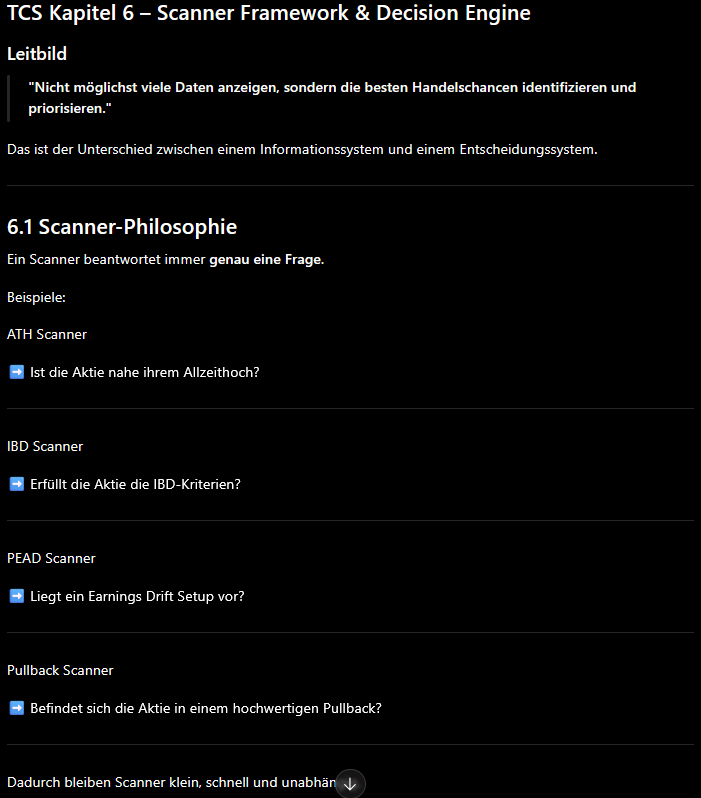 TCS Kapitel 6 – Scanner Framework & Decision Engine
Leitbild
"Nicht möglichst viele Daten anzeigen, sondern die besten Handelschancen identifizieren und
priorisieren."
Das ist der Unterschied zwischen einem Informationssystem und einem Entscheidungssystem.
6.1 Scanner-Philosophie
Ein Scanner beantwortet immer genau eine Frage.
Beispiele:
ATH Scanner
➡️ Ist die Aktie nahe ihrem Allzeithoch?
IBD Scanner
➡️ Erfüllt die Aktie die IBD-Kriterien?
PEAD Scanner
➡️ Liegt ein Earnings Drift Setup vor?
Pullback Scanner
➡️ Befindet sich die Aktie in einem hochwertigen Pullback?
Dadurch bleiben Scanner klein, schnell und